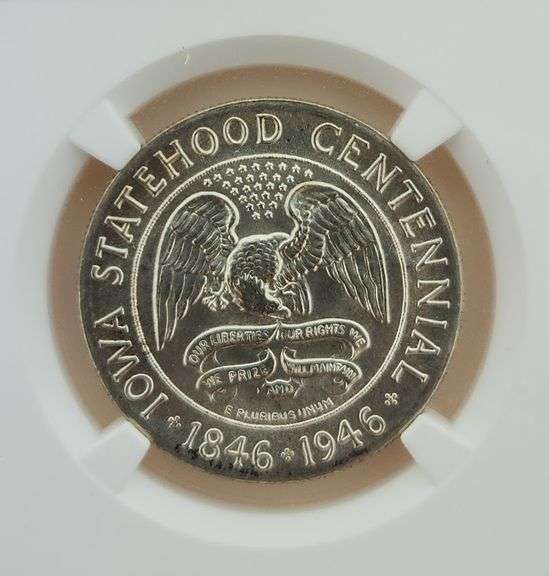 IOWA STATEHOOD CENTENNIAL
OUR LIBERTIES OUR RIGHTS WE
WE PRIZE WILL MAINTAIN
AND
E PLURIBUS UNUM
* 1846 * 1946 *